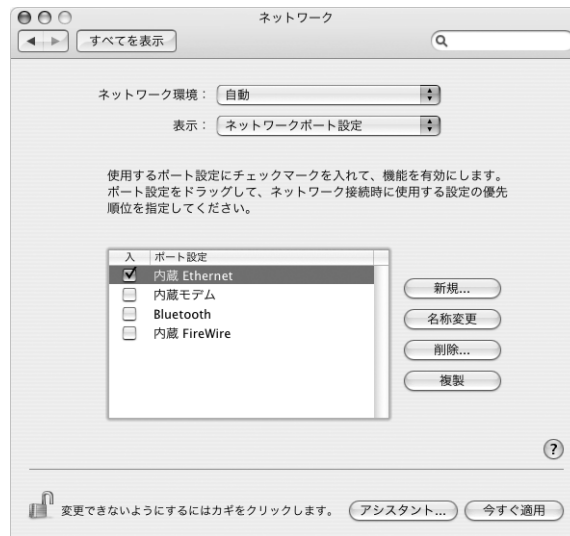 ネットワーク
すべてを表示
ネットワーク環境： 自動
表示： ネットワークポート設定
使用するポート設定にチェックマークを入れて、機能を有効にします。
ポート設定をドラッグして、ネットワーク接続時に使用する設定の優先
順位を指定してください。
入 ポート設定
内蔵 Ethernet
内蔵モデム
Bluetooth
内蔵 FireWire
新規...
名称変更
削除...
複製
?
変更できないようにするにはカギをクリックします。
アシスタント...
今すぐ適用